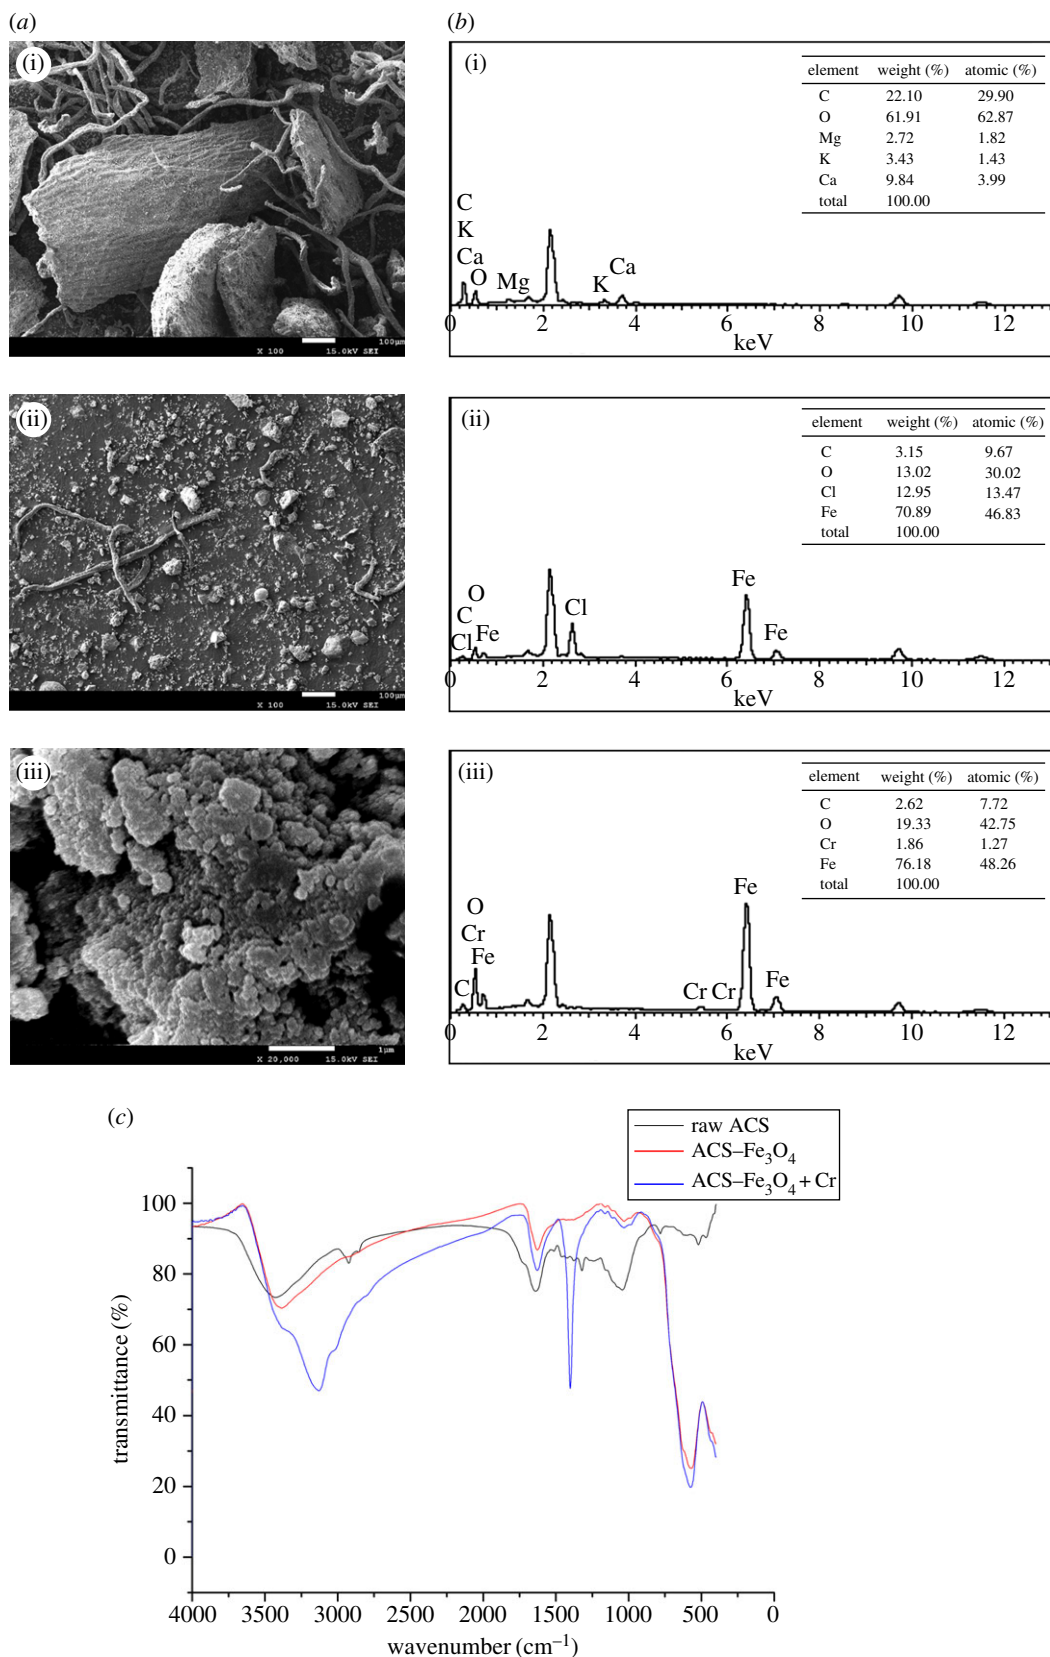 (a)
(i)
X 100 15.0kV SEI 100µm
(ii)
X 100 15.0kV SEI 100µm
(iii)
X 20,000 15.0kV SEI 1µm
(b)
(i)
element weight (%) atomic (%)
C 22.10 29.90
O 61.91 62.87
Mg 2.72 1.82
K 3.43 1.43
Ca 9.84 3.99
total 100.00
C
K
Ca
O
Mg
K
Ca
0 2 4 6 8 10 12
keV
(ii)
element weight (%) atomic (%)
C 3.15 9.67
O 13.02 30.02
Cl 12.95 13.47
Fe 70.89 46.83
total 100.00
O
C
Cl
Fe
Cl
Fe
Fe
0 2 4 6 8 10 12
keV
(iii)
element weight (%) atomic (%)
C 2.62 7.72
O 19.33 42.75
Cr 1.86 1.27
Fe 76.18 48.26
total 100.00
O
Cr
Fe
C
Cr Cr
Fe
Fe
0 2 4 6 8 10 12
keV
(c)
raw ACS
ACS–Fe₃O₄
ACS–Fe₃O₄ + Cr
100
80
60
40
20
0
transmittance (%)
4000 3500 3000 2500 2000 1500 1000 500 0
wavenumber (cm⁻¹)